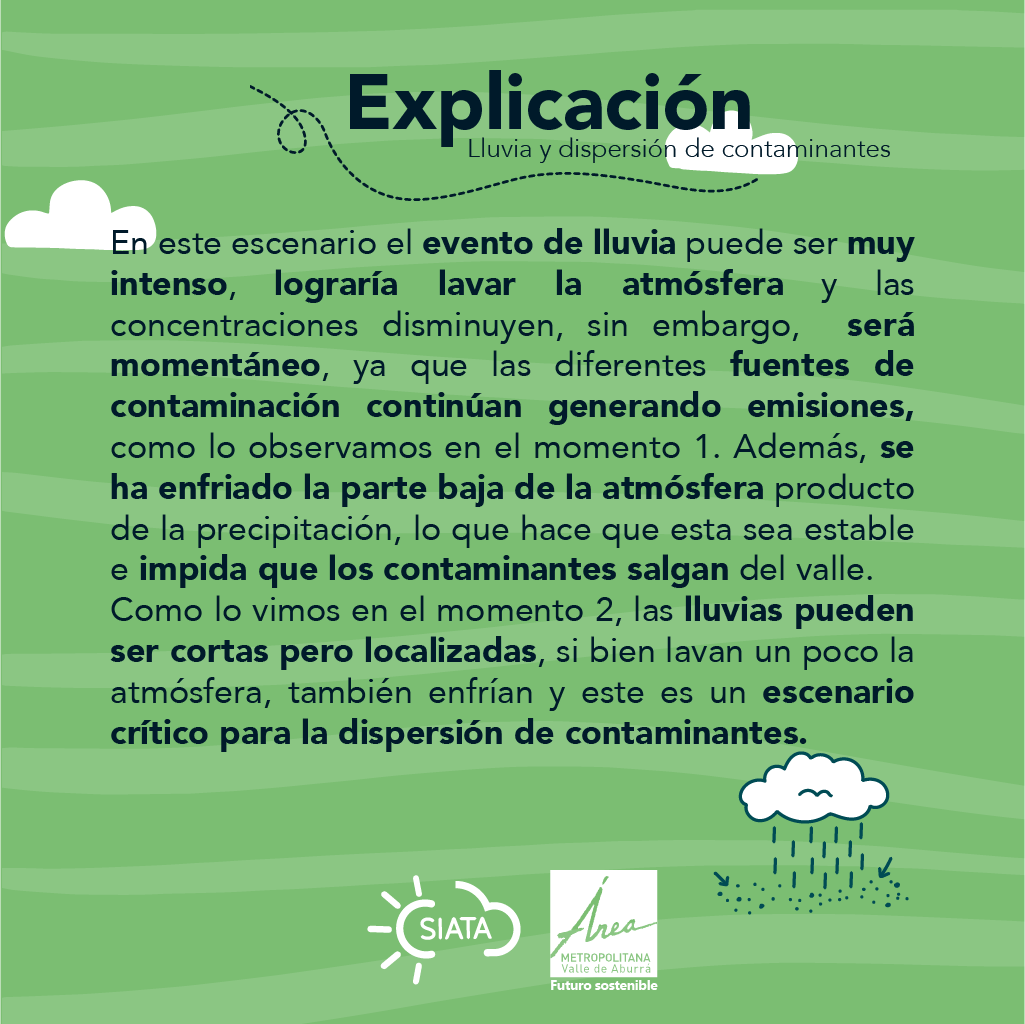 Explicación
Lluvia y dispersión de contaminantes
En este escenario el evento de lluvia puede ser muy
intenso, lograría lavar la atmósfera y las
concentraciones disminuyen, sin embargo, será
momentáneo, ya que las diferentes fuentes de
contaminación continúan generando emisiones,
como lo observamos en el momento 1. Además, se
ha enfriado la parte baja de la atmósfera producto
de la precipitación, lo que hace que esta sea estable
e impida que los contaminantes salgan del valle.
Como lo vimos en el momento 2, las lluvias pueden
ser cortas pero localizadas, si bien lavan un poco la
atmósfera, también enfrían y este es un escenario
crítico para la dispersión de contaminantes.
SIATA
Área
METROPOLITANA
Valle de Aburrá
Futuro sostenible